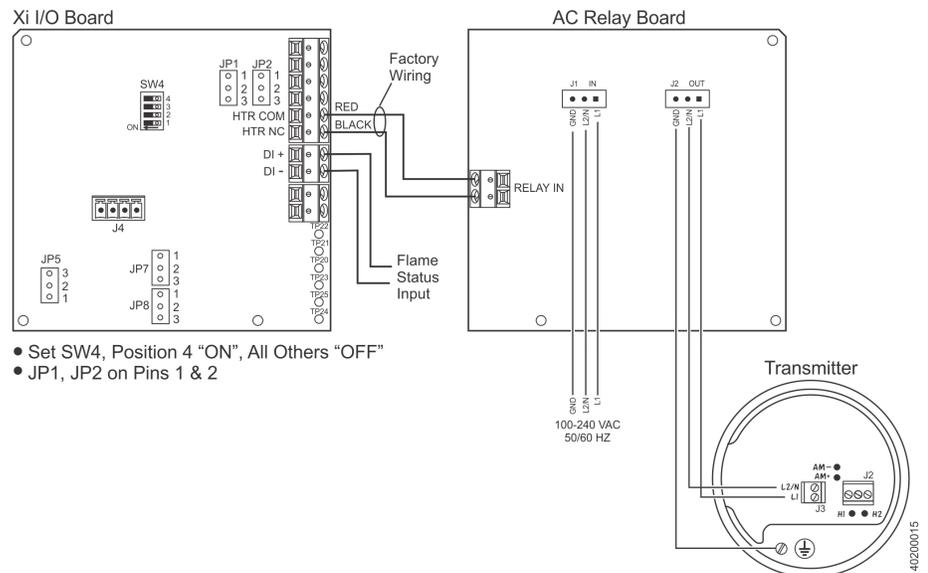 Xi I/O Board
AC Relay Board
JP1 JP2
1 1
2 2
3 3
SW4
4
3
2
1
ON
HTR COM
HTR NC
DI +
DI -
RED
BLACK
Factory
Wiring
J4
TP22
TP21
TP20
TP23
TP25
TP24
JP5
3
2
1
JP7
1
2
3
JP8
1
2
3
Flame
Status
Input
RELAY IN
J1 IN
GND
L2/N
L1
J2 OUT
GND
L2/N
L1
GND
L2/N
L1
100-240 VAC
50/60 HZ
● Set SW4, Position 4 “ON”, All Others “OFF”
● JP1, JP2 on Pins 1 & 2
Transmitter
AM-
AM+
L2/N
L1
J3
J2
H1 H2
40200015